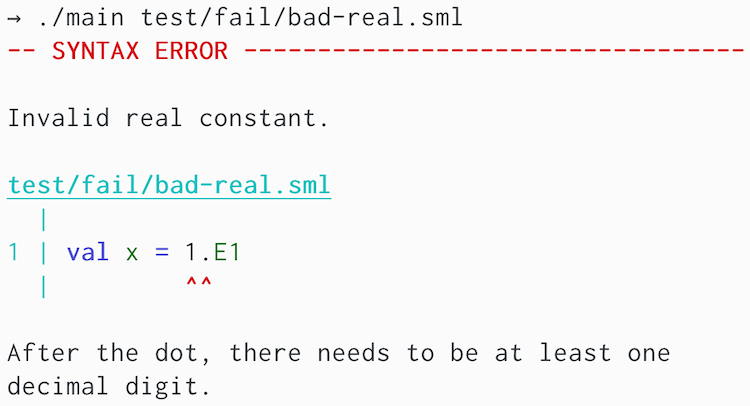 → ./main test/fail/bad-real.sml
-- SYNTAX ERROR ----------------------------------
Invalid real constant.
test/fail/bad-real.sml
|
1 | val x = 1.E1
| ^^
After the dot, there needs to be at least one
decimal digit.